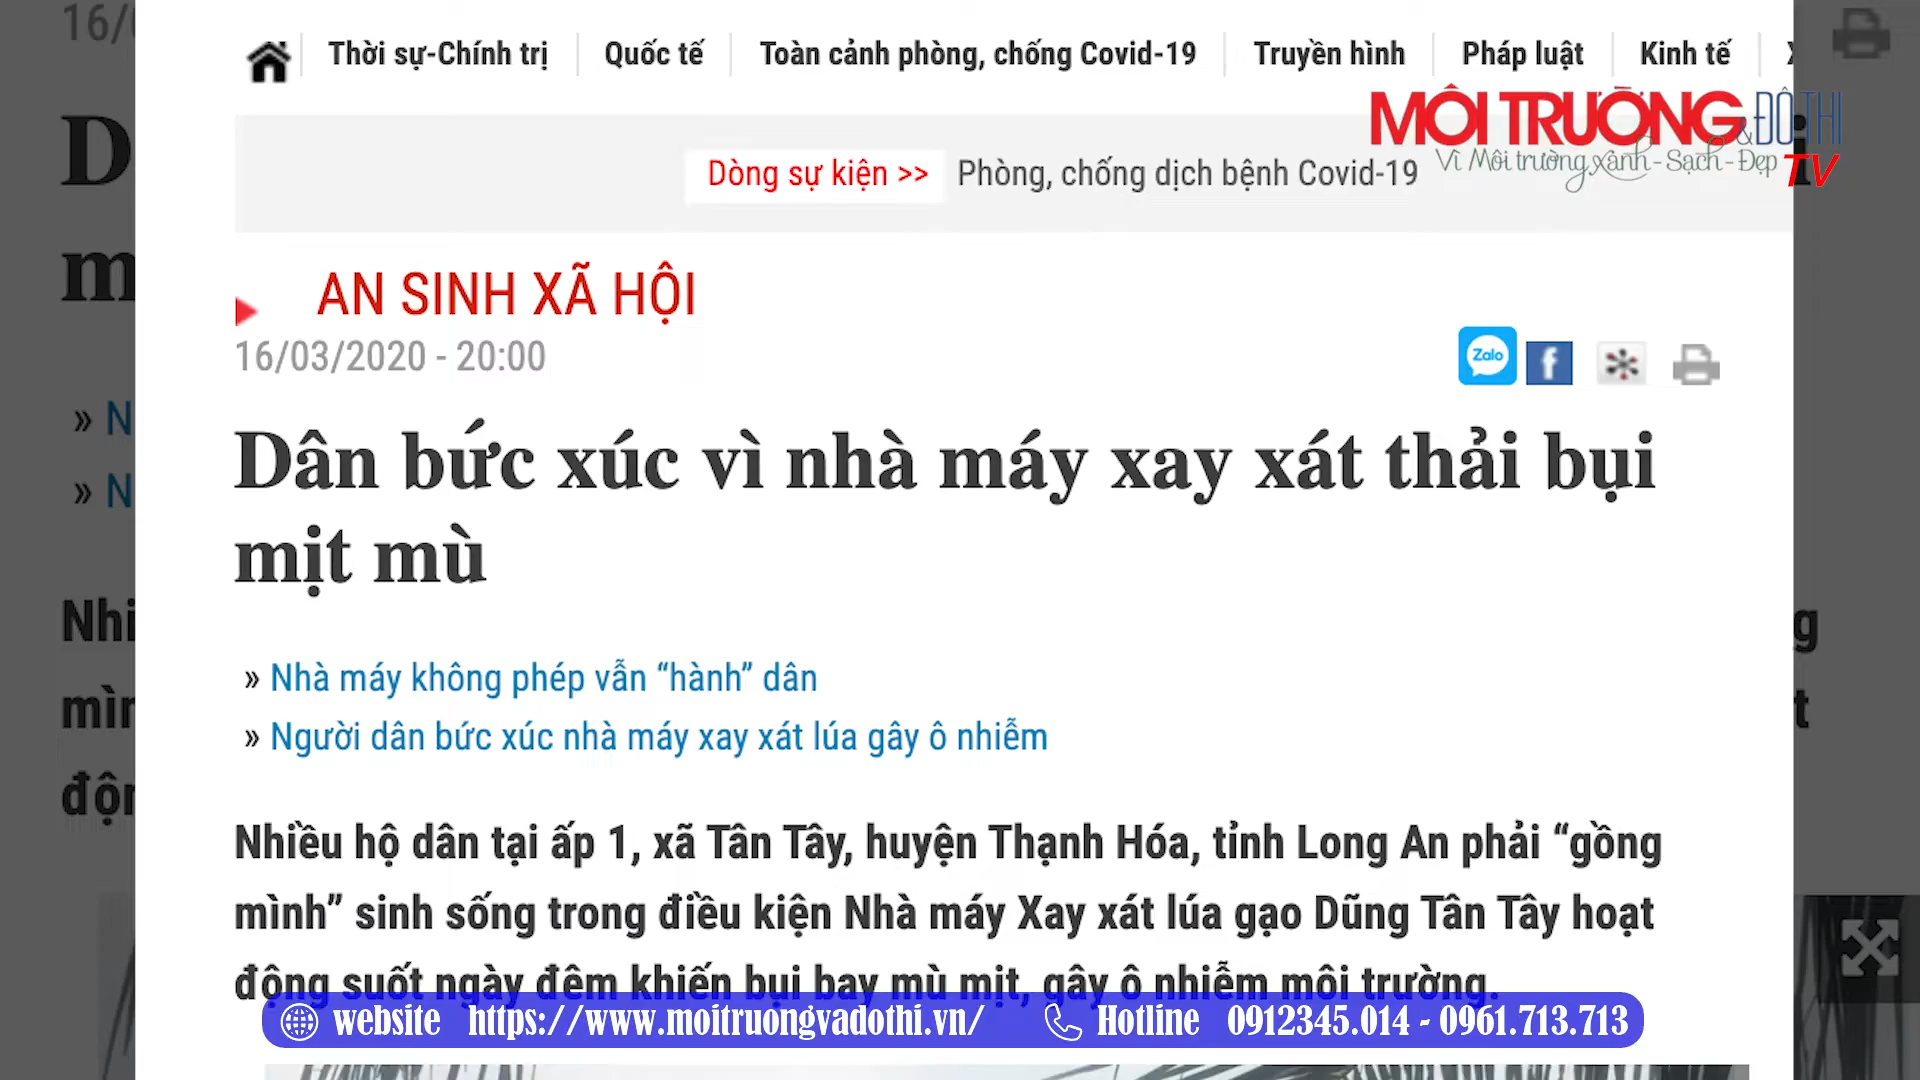 Thời sự-Chính trị Quốc tế Toàn cảnh phòng, chống Covid-19 Truyền hình Pháp luật Kinh tế
MÔI TRƯỜNG & ĐÔ THỊ
Vì Môi trường xanh - Sạch - Đẹp TV
Dòng sự kiện >> Phòng, chống dịch bệnh Covid-19
AN SINH XÃ HỘI
16/03/2020 - 20:00
Zalo
Dân bức xúc vì nhà máy xay xát thải bụi
mịt mù
» Nhà máy không phép vẫn “hành” dân
» Người dân bức xúc nhà máy xay xát lúa gây ô nhiễm
Nhiều hộ dân tại ấp 1, xã Tân Tây, huyện Thạnh Hóa, tỉnh Long An phải “gồng
mình” sinh sống trong điều kiện Nhà máy Xay xát lúa gạo Dũng Tân Tây hoạt
động suốt ngày đêm khiến bụi bay mù mịt, gây ô nhiễm môi trường.
website https://www.moitruongvadothi.vn/ Hotline 0912345.014 - 0961.713.713